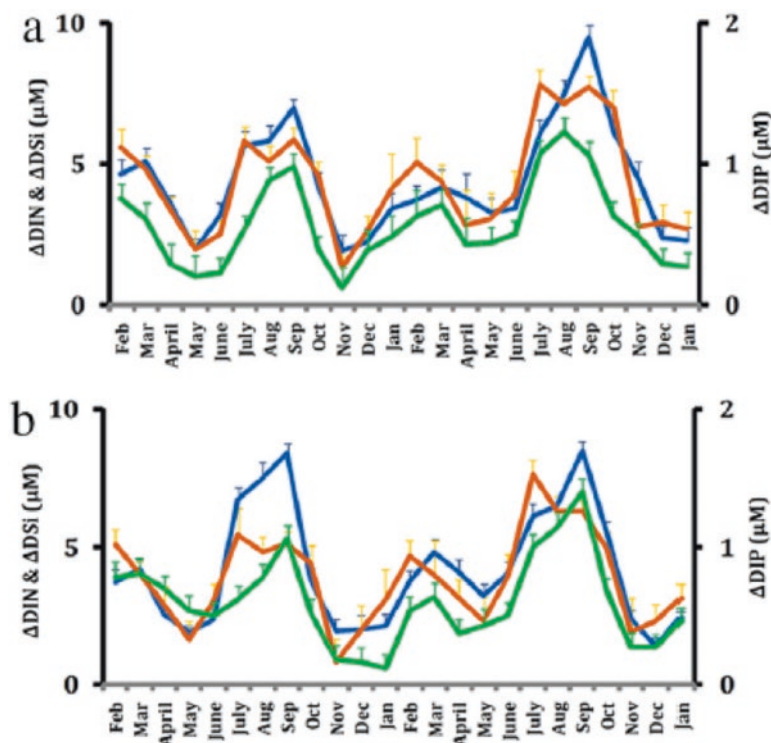 a
10
5
0
ΔDIN & ΔDSi (µM)
2
1
0
ΔDIP (µM)
Feb
Mar
April
May
June
July
Aug
Sep
Oct
Nov
Dec
Jan
Feb
Mar
April
May
June
July
Aug
Sep
Oct
Nov
Dec
Jan
b
10
5
0
ΔDIN & ΔDSi (µM)
2
1
0
ΔDIP (µM)
Feb
Mar
April
May
June
July
Aug
Sep
Oct
Nov
Dec
Jan
Feb
Mar
April
May
June
July
Aug
Sep
Oct
Nov
Dec
Jan